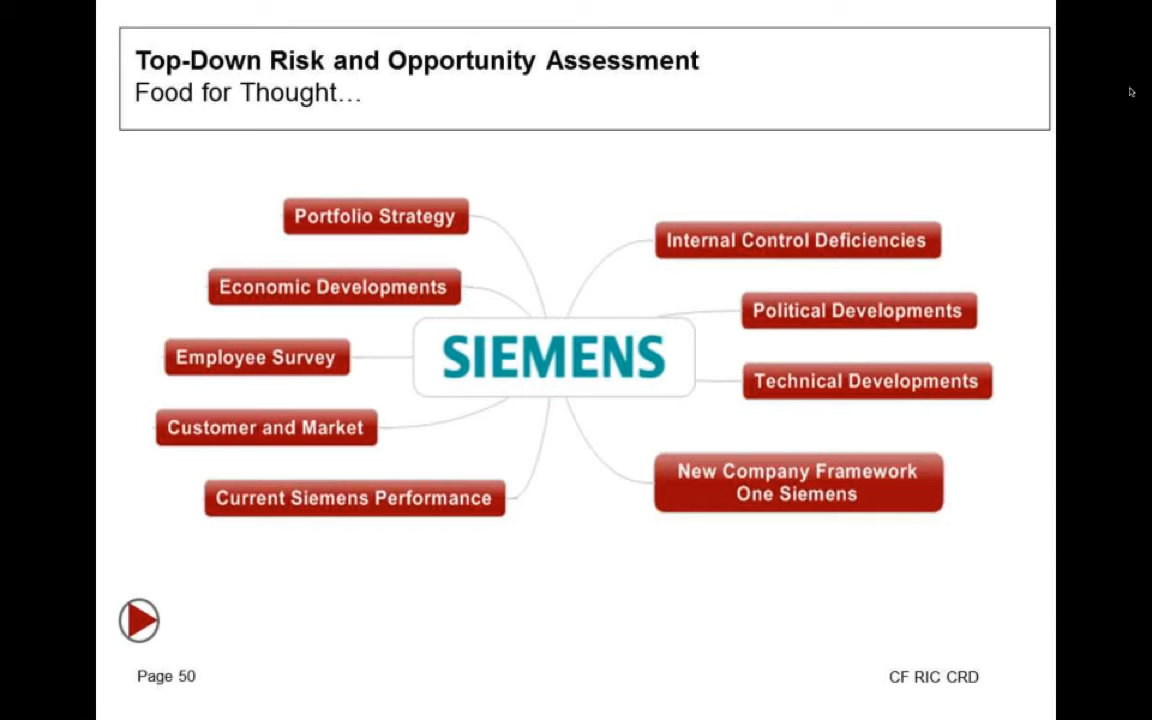 Top-Down Risk and Opportunity Assessment
Food for Thought…
Portfolio Strategy
Economic Developments
Employee Survey
Customer and Market
Current Siemens Performance
SIEMENS
Internal Control Deficiencies
Political Developments
Technical Developments
New Company Framework
One Siemens
Page 50
CF RIC CRD